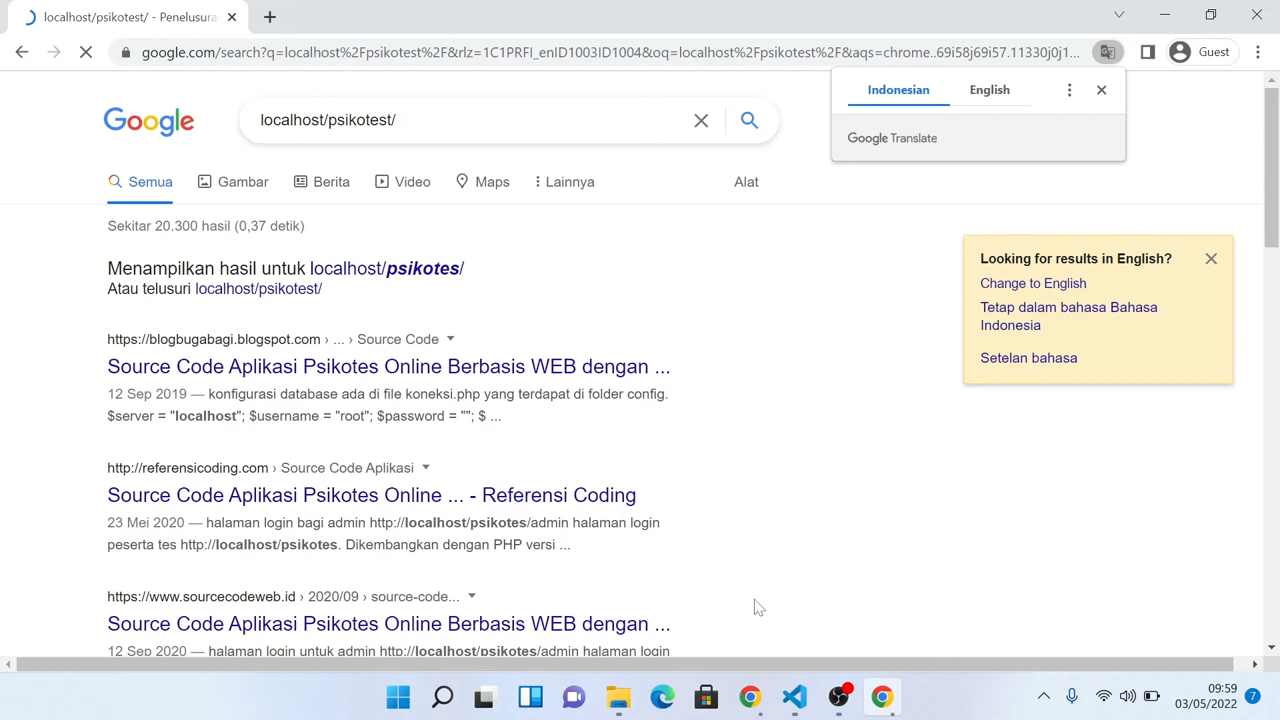 localhost/psikotest/ - Penelusura
google.com/search?q=localhost%2Fpsikotest%2F&rlz=1C1PRFI_enID1003ID1004&oq=localhost%2Fpsikotest%2F&aqs=chrome..69i58j69i57.11330j0j1...
Guest
Indonesian
English
Google Translate
Google
localhost/psikotest/
Semua
Gambar
Berita
Video
Maps
Lainnya
Alat
Sekitar 20.300 hasil (0,37 detik)
Menampilkan hasil untuk localhost/psikotes/
Atau telusuri localhost/psikotest/
Looking for results in English?
Change to English
Tetap dalam bahasa Bahasa
Indonesia
Setelan bahasa
https://blogbugabagi.blogspot.com › ... › Source Code
Source Code Aplikasi Psikotes Online Berbasis WEB dengan ...
12 Sep 2019 — konfigurasi database ada di file koneksi.php yang terdapat di folder config.
$server = "localhost"; $username = "root"; $password = ""; $ ...
http://referensicoding.com › Source Code Aplikasi
Source Code Aplikasi Psikotes Online ... - Referensi Coding
23 Mei 2020 — halaman login bagi admin http://localhost/psikotes/admin halaman login
peserta tes http://localhost/psikotes. Dikembangkan dengan PHP versi ...
https://www.sourcecodeweb.id › 2020/09 › source-code...
Source Code Aplikasi Psikotes Online Berbasis WEB dengan ...
12 Sep 2020 — halaman login untuk admin http://localhost/psikotes/admin halaman login
09:59
03/05/2022
7